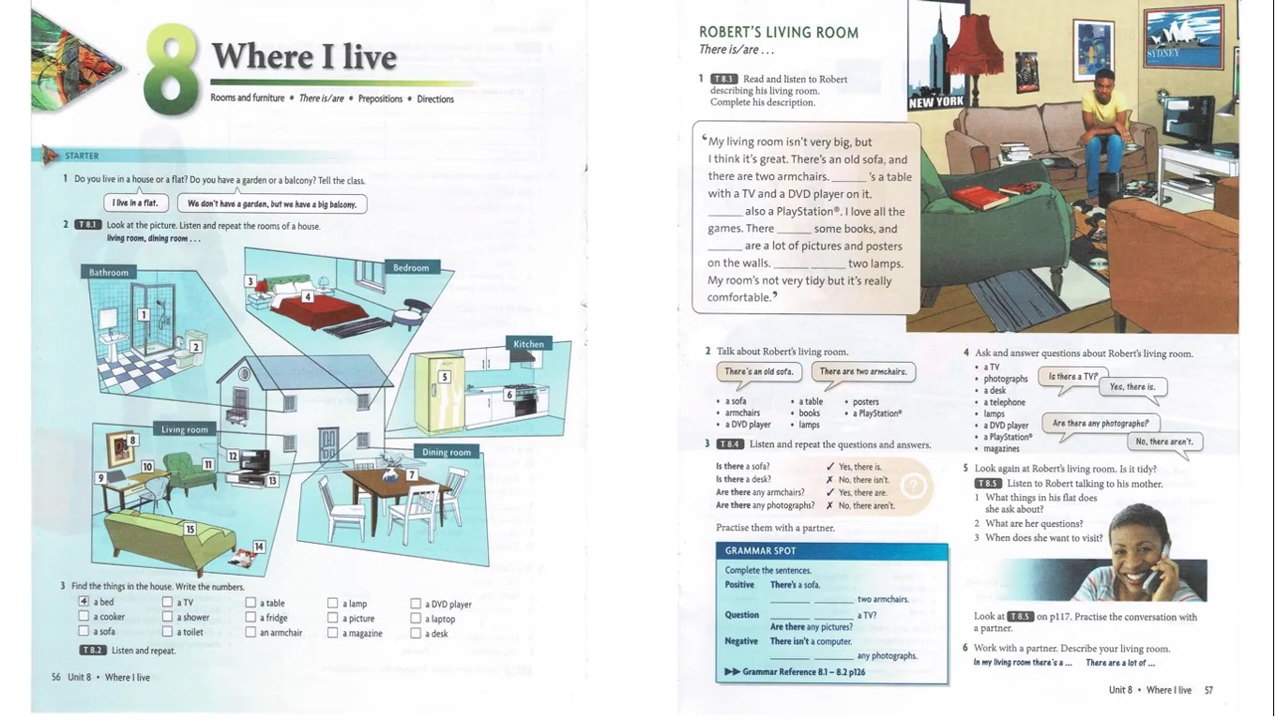 8
Where I live
Rooms and furniture • There is/are • Prepositions • Directions
STARTER
1 Do you live in a house or a flat? Do you have a garden or a balcony? Tell the class.
I live in a flat.
We don't have a garden, but we have a big balcony.
2 T 8.1 Look at the picture. Listen and repeat the rooms of a house.
living room, dining room . . .
Bathroom
1
2
Bedroom
3
4
Kitchen
5
6
Living room
8
9
10
11
12
13
14
15
Dining room
7
3 Find the things in the house. Write the numbers.
4 a bed
a TV
a table
a lamp
a DVD player
a cooker
a shower
a fridge
a picture
a laptop
a sofa
a toilet
an armchair
a magazine
a desk
T 8.2 Listen and repeat.
56 Unit 8 • Where I live
ROBERT'S LIVING ROOM
There is/are . . .
1 T 8.3 Read and listen to Robert
describing his living room.
Complete his description.
NEW YORK
SYDNEY
‘My living room isn't very big, but
I think it's great. There's an old sofa, and
there are two armchairs. ______ 's a table
with a TV and a DVD player on it.
______ also a PlayStation®. I love all the
games. There ______ some books, and
______ are a lot of pictures and posters
on the walls. ______ ______ two lamps.
My room's not very tidy but it's really
comfortable.’
2 Talk about Robert's living room.
There's an old sofa.
There are two armchairs.
• a sofa • a table • posters
• armchairs • books • a PlayStation®
• a DVD player • lamps
3 T 8.4 Listen and repeat the questions and answers.
Is there a sofa? ✓ Yes, there is.
Is there a desk? ✗ No, there isn't.
Are there any armchairs? ✓ Yes, there are.
Are there any photographs? ✗ No, there aren't.
?
Practise them with a partner.
GRAMMAR SPOT
Complete the sentences.
Positive There's a sofa.
______ ______ two armchairs.
Question ______ ______ a TV?
Are there any pictures?
Negative There isn't a computer.
______ ______ any photographs.
▶▶ Grammar Reference 8.1 – 8.2 p126
4 Ask and answer questions about Robert's living room.
• a TV
• photographs
• a desk
• a telephone
• lamps
• a DVD player
• a PlayStation®
• magazines
Is there a TV?
Yes, there is.
Are there any photographs?
No, there aren't.
5 Look again at Robert's living room. Is it tidy?
T 8.5 Listen to Robert talking to his mother.
1 What things in his flat does
she ask about?
2 What are her questions?
3 When does she want to visit?
Look at T 8.5 on p117. Practise the conversation with
a partner.
6 Work with a partner. Describe your living room.
In my living room there's a ... There are a lot of ...
Unit 8 • Where I live 57